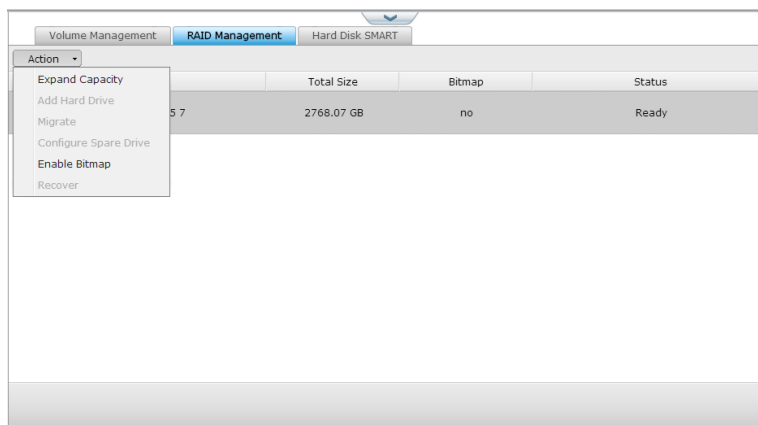 Volume Management RAID Management Hard Disk SMART
Action
Total Size Bitmap Status
Expand Capacity
Add Hard Drive
5 7 2768.07 GB no Ready
Migrate
Configure Spare Drive
Enable Bitmap
Recover